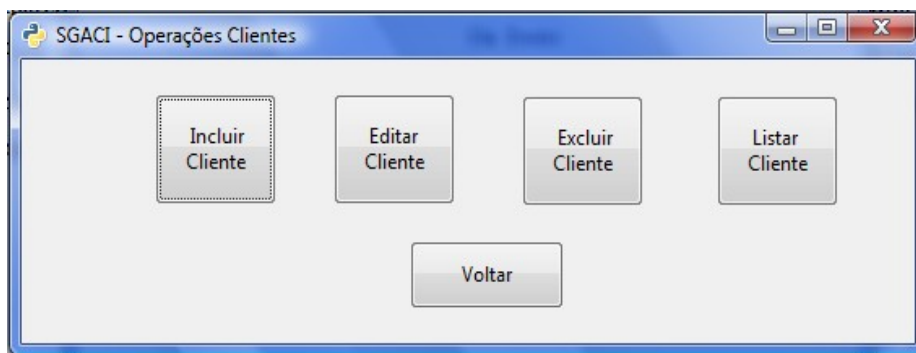 SGACI - Operações Clientes
Incluir
Cliente
Editar
Cliente
Excluir
Cliente
Listar
Cliente
Voltar